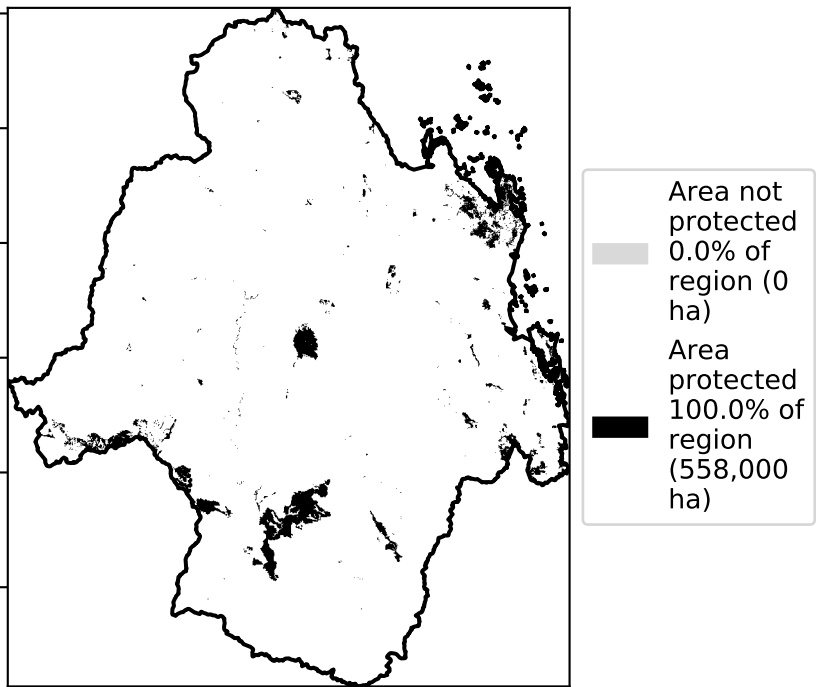 Area not
protected
0.0% of
region (0
ha)
Area
protected
100.0% of
region
(558,000
ha)